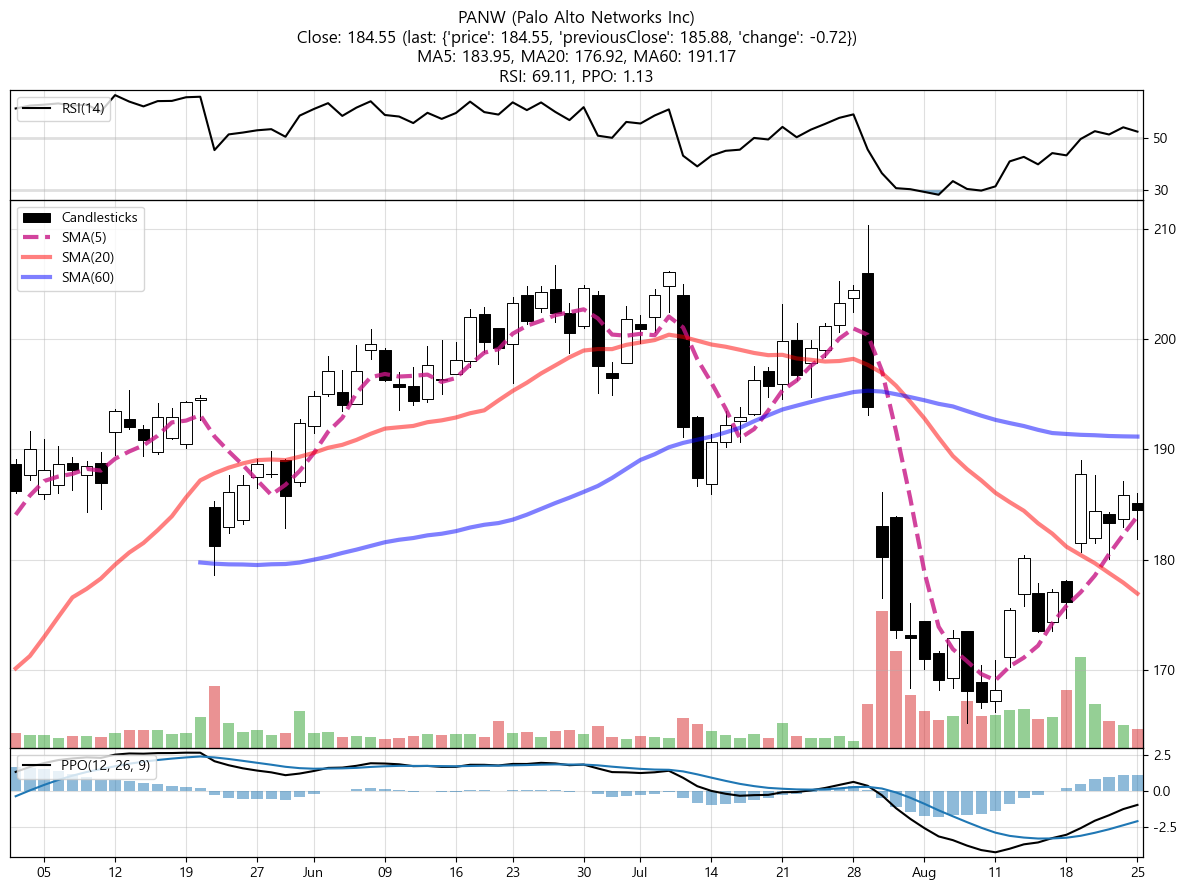 PANW (Palo Alto Networks Inc)
Close: 184.55 (last: {'price': 184.55, 'previousClose': 185.88, 'change': -0.72})
MA5: 183.95, MA20: 176.92, MA60: 191.17
RSI: 69.11, PPO: 1.13
RSI(14)
50
30
Candlesticks
SMA(5)
SMA(20)
SMA(60)
210
200
190
180
170
PPO(12, 26, 9)
2.5
0.0
−2.5
05 12 19 27 Jun 09 16 23 Jul 14 21 28 Aug 11 18 25